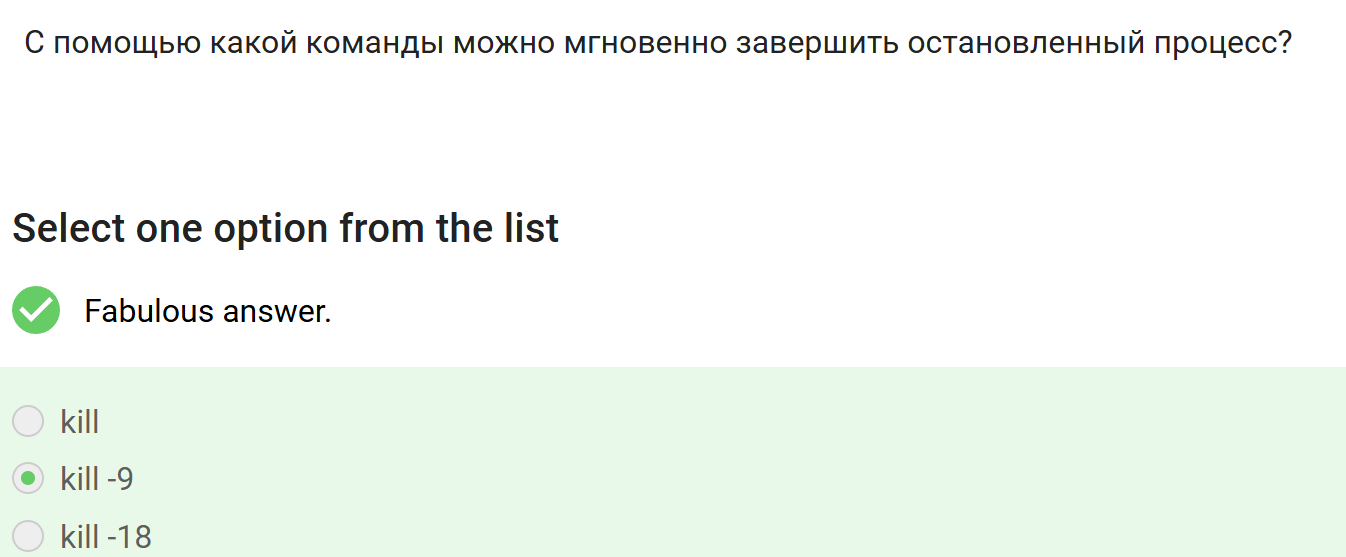 С помощью какой команды можно мгновенно завершить остановленный процесс?
Select one option from the list
Fabulous answer.
kill
kill -9
kill -18